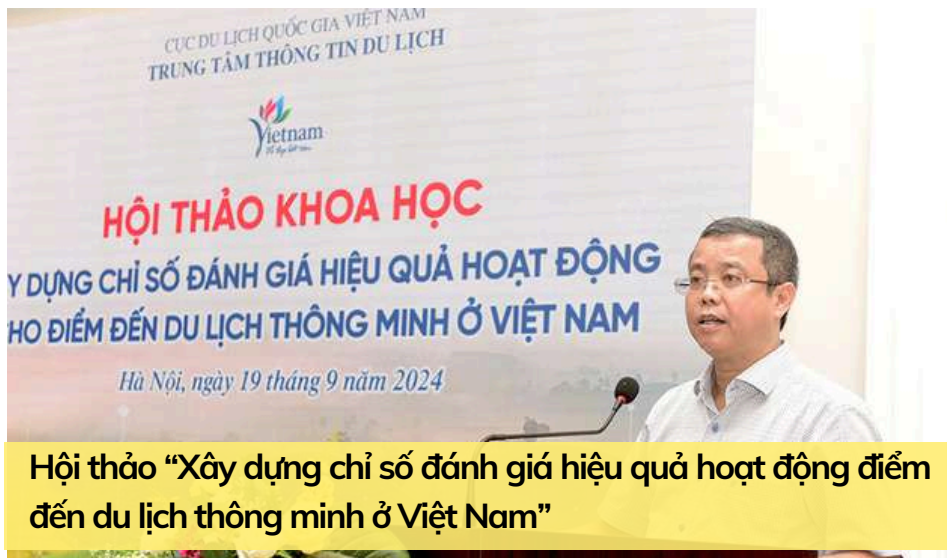 CỤC DU LỊCH QUỐC GIA VIỆT NAM
TRUNG TÂM THÔNG TIN DU LỊCH
Vietnam
HỘI THẢO KHOA HỌC
Y DỰNG CHỈ SỐ ĐÁNH GIÁ HIỆU QUẢ HOẠT ĐỘNG
HO ĐIỂM ĐẾN DU LỊCH THÔNG MINH Ở VIỆT NAM
Hà Nội, ngày 19 tháng 9 năm 2024
Hội thảo “Xây dựng chỉ số đánh giá hiệu quả hoạt động điểm
đến du lịch thông minh ở Việt Nam”